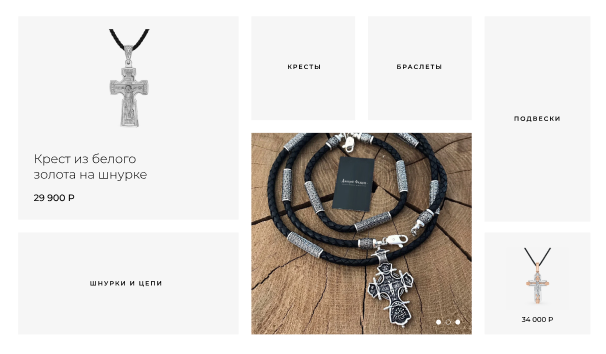 Крест из белого
золота на шнурке
29 900 Р
КРЕСТЫ
БРАСЛЕТЫ
ПОДВЕСКИ
ШНУРКИ И ЦЕПИ
34 000 Р